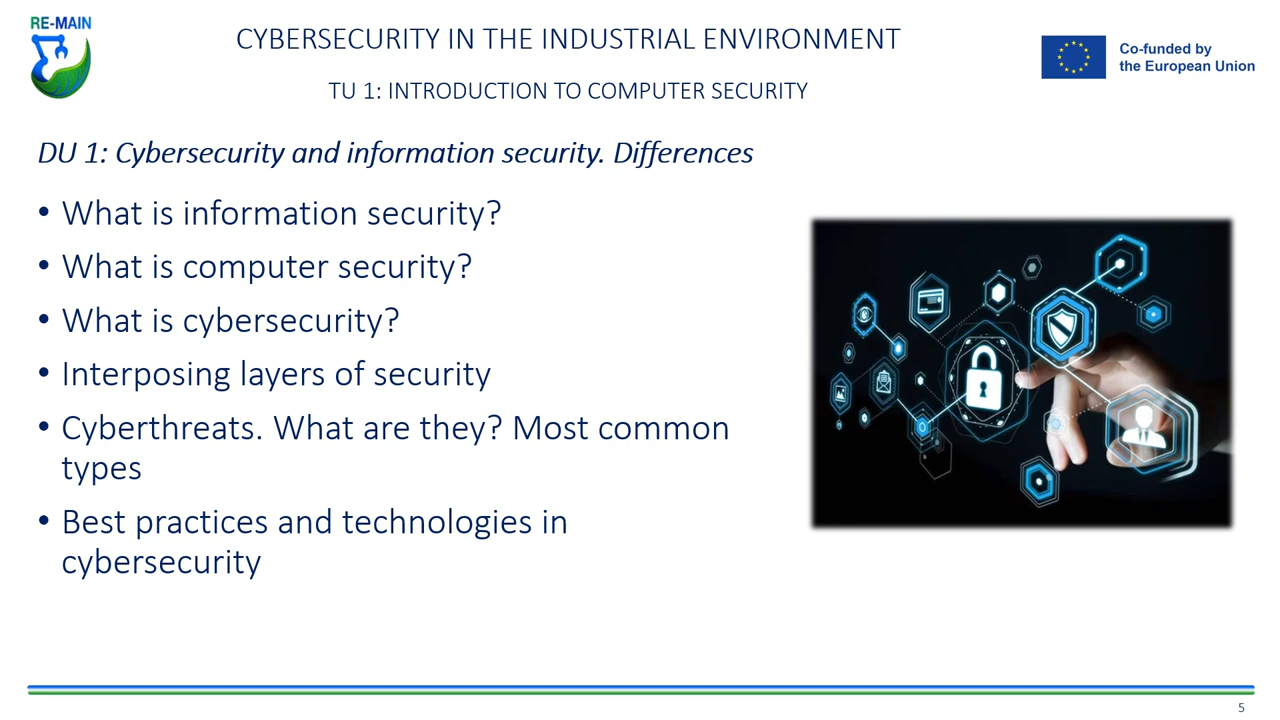 RE-MAIN
CYBERSECURITY IN THE INDUSTRIAL ENVIRONMENT
TU 1: INTRODUCTION TO COMPUTER SECURITY
Co-funded by
the European Union
DU 1: Cybersecurity and information security. Differences
• What is information security?
• What is computer security?
• What is cybersecurity?
• Interposing layers of security
• Cyberthreats. What are they? Most common
types
• Best practices and technologies in
cybersecurity
5